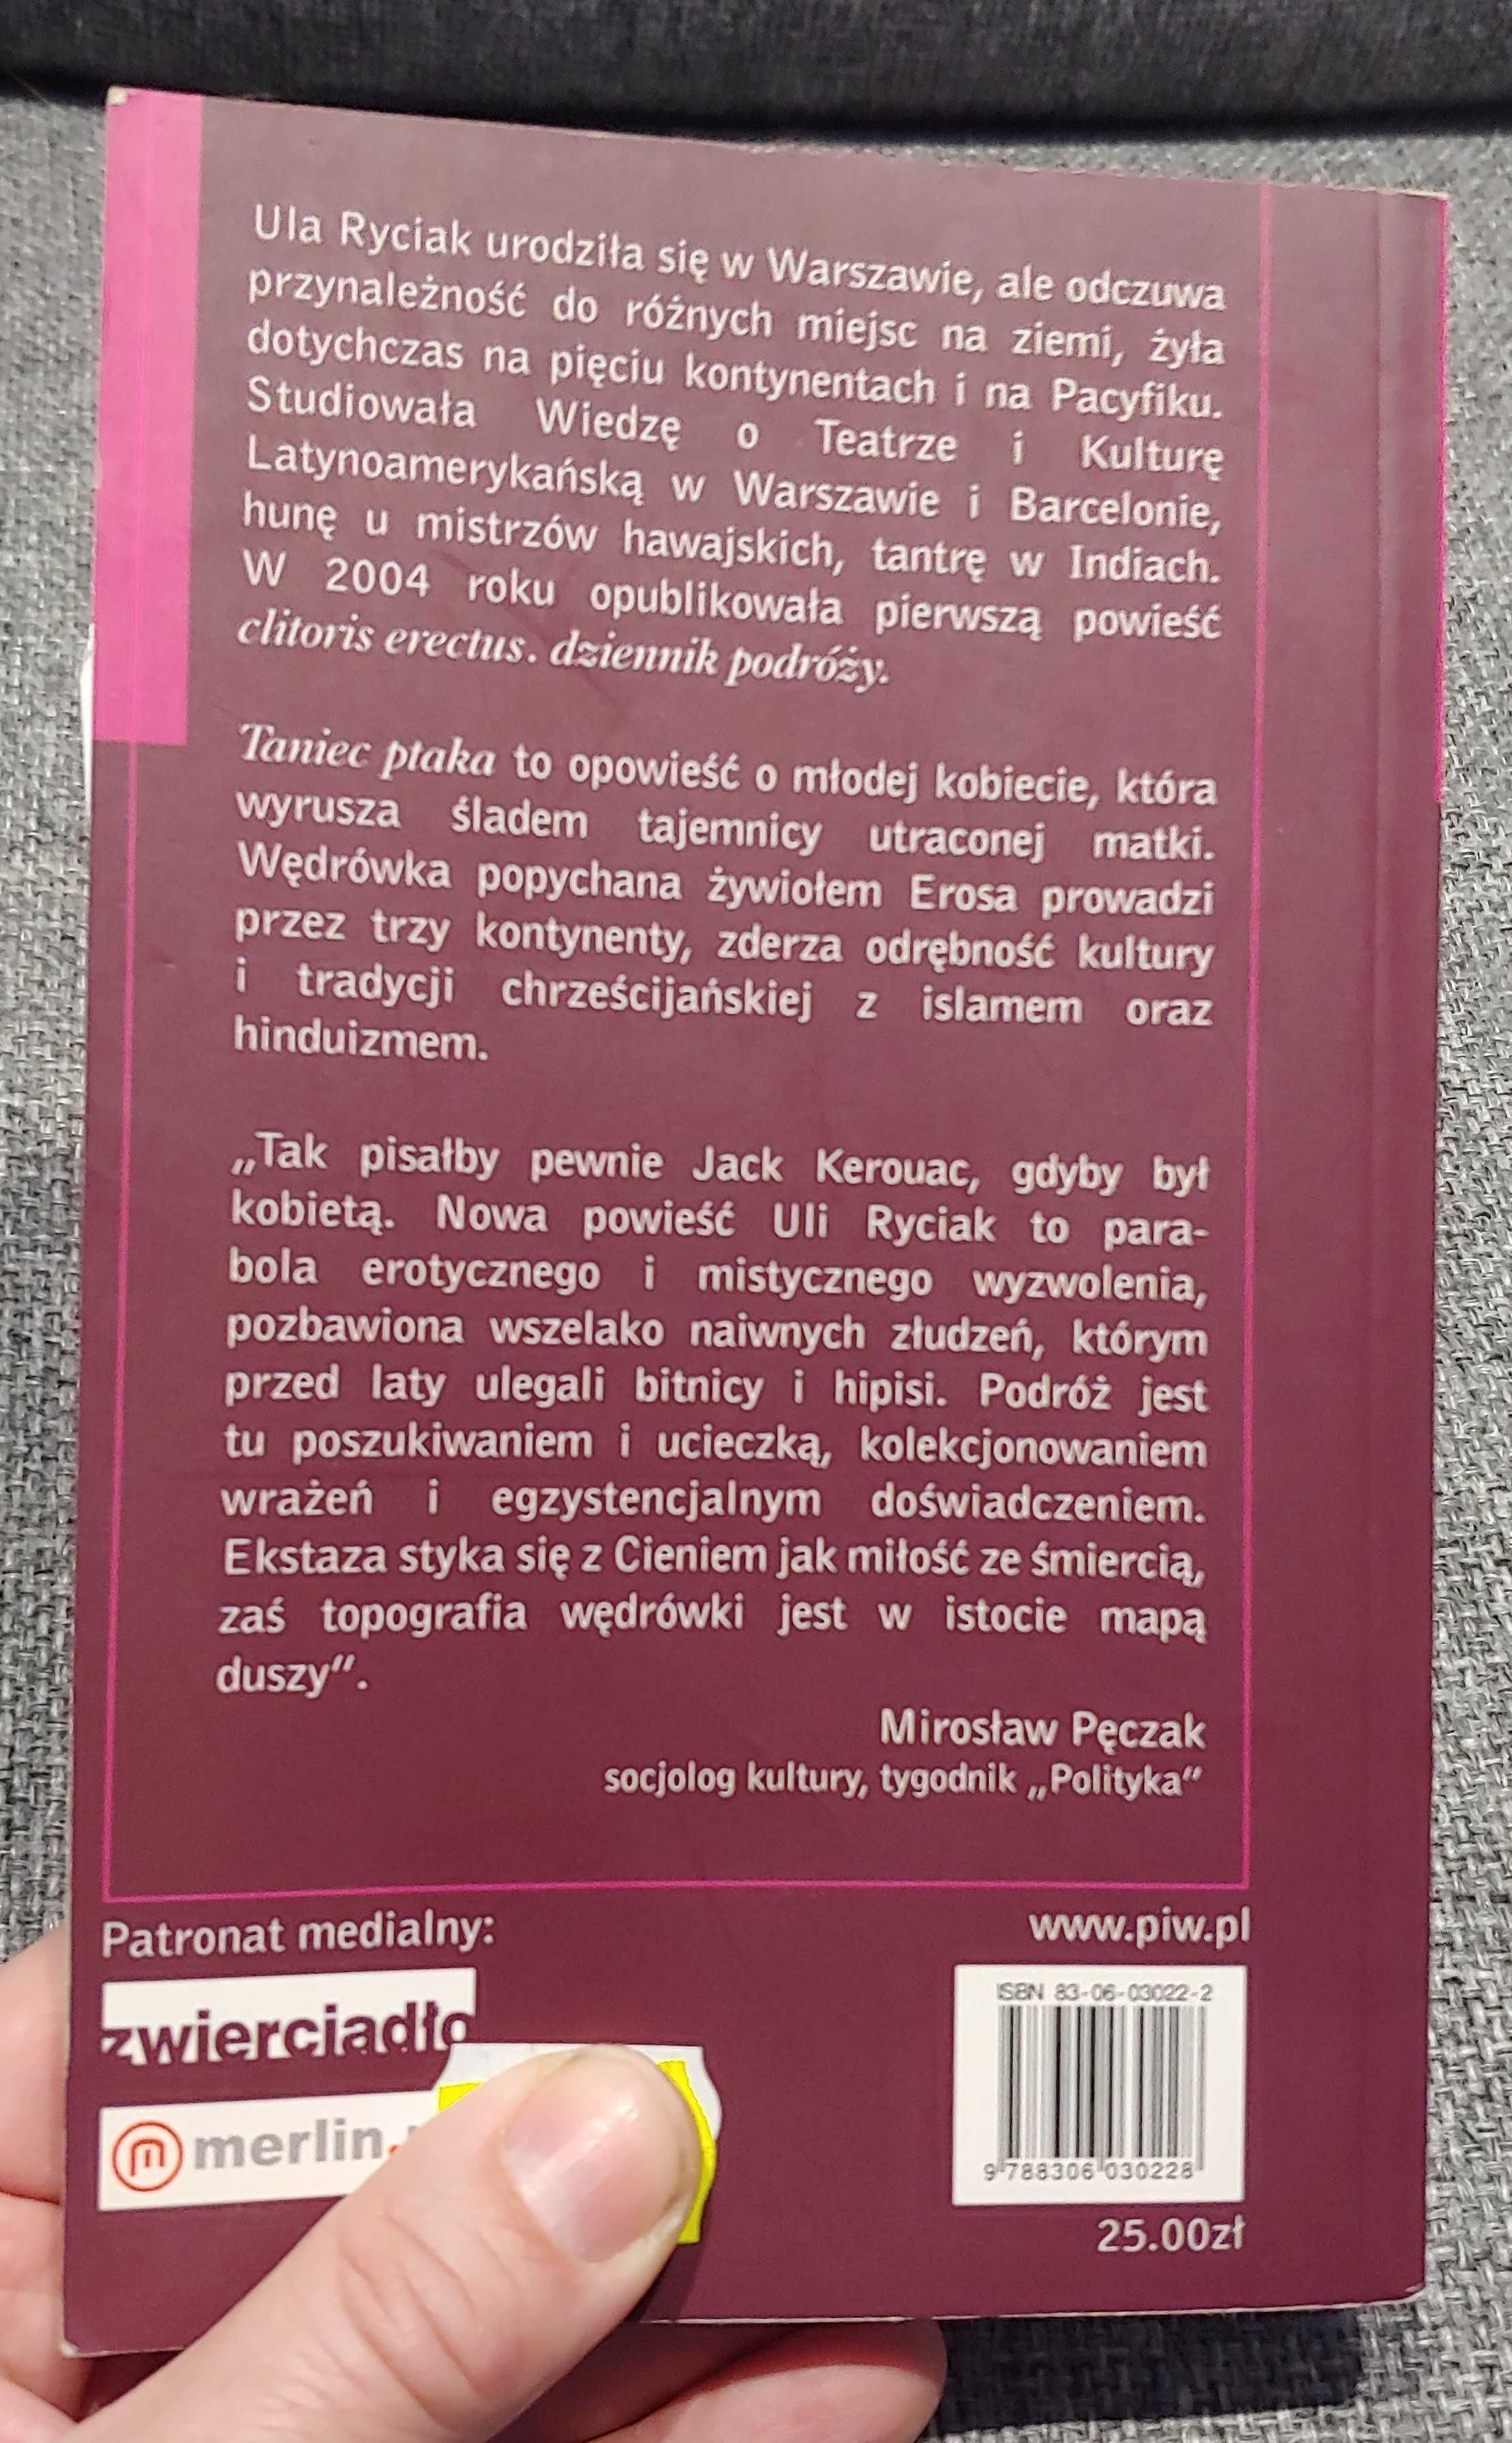 Ula Ryciak urodziła się w Warszawie, ale odczuwa
przynależność do różnych miejsc na ziemi, żyła
dotychczas na pięciu kontynentach i na Pacyfiku.
Studiowała Wiedzę o Teatrze i Kulturę
Latynoamerykańską w Warszawie i Barcelonie,
hunę u mistrzów hawajskich, tantrę w Indiach.
W 2004 roku opublikowała pierwszą powieść
clitoris erectus. dziennik podróży.
Taniec ptaka to opowieść o młodej kobiecie, która
wyrusza śladem tajemnicy utraconej matki.
Wędrówka popychana żywiołem Erosa prowadzi
przez trzy kontynenty, zderza odrębność kultury
i tradycji chrześcijańskiej z islamem oraz
hinduizmem.
„Tak pisałby pewnie Jack Kerouac, gdyby był
kobietą. Nowa powieść Uli Ryciak to para-
bola erotycznego i mistycznego wyzwolenia,
pozbawiona wszelako naiwnych złudzeń, którym
przed laty ulegali bitnicy i hipisi. Podróż jest
tu poszukiwaniem i ucieczką, kolekcjonowaniem
wrażeń i egzystencjalnym doświadczeniem.
Ekstaza styka się z Cieniem jak miłość ze śmiercią,
zaś topografia wędrówki jest w istocie mapą
duszy“.
Mirosław Pęczak
socjolog kultury, tygodnik „Polityka“
Patronat medialny:
www.piw.pl
zwierciadło
merlin.
ISBN 83-06-03022-2
9 788306 030228
25.00zł